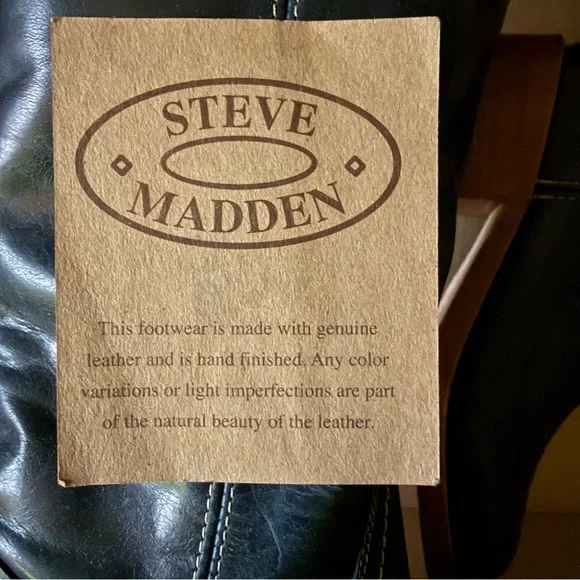 STEVE
MADDEN
This footwear is made with genuine
leather and is hand finished. Any color
variations or light imperfections are part
of the natural beauty of the leather.